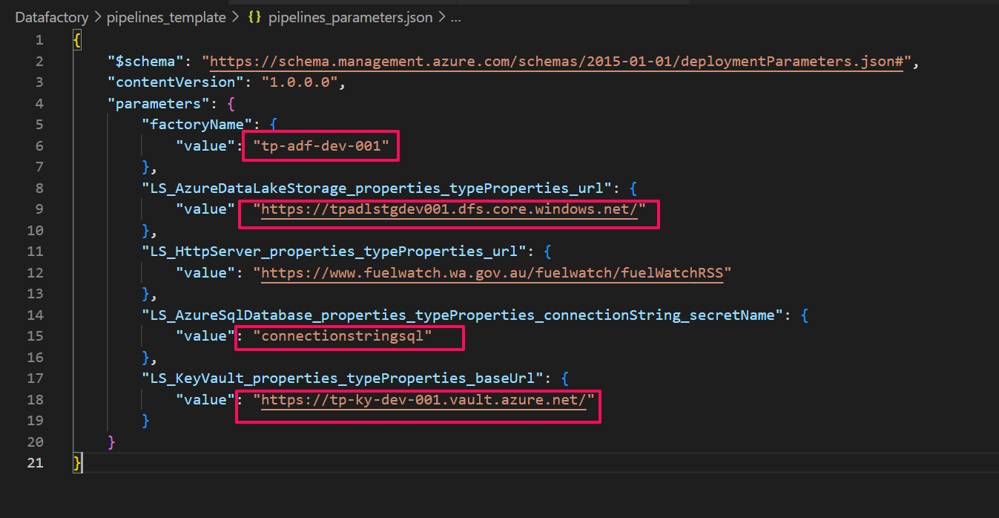 Datafactory > pipelines_template > {} pipelines_parameters.json > ...
1 {
2 "$schema": "https://schema.management.azure.com/schemas/2015-01-01/deploymentParameters.json#",
3 "contentVersion": "1.0.0.0",
4 "parameters": {
5 "factoryName": {
6 "value": "tp-adf-dev-001"
7 },
8 "LS_AzureDataLakeStorage_properties_typeProperties_url": {
9 "value" "https://tpadlstgdev001.dfs.core.windows.net/"
10 },
11 "LS_HttpServer_properties_typeProperties_url": {
12 "value": "https://www.fuelwatch.wa.gov.au/fuelwatch/fuelWatchRSS"
13 },
14 "LS_AzureSqlDatabase_properties_typeProperties_connectionString_secretName": {
15 "value": "connectionstringsql"
16 },
17 "LS_KeyVault_properties_typeProperties_baseUrl": {
18 "value": "https://tp-ky-dev-001.vault.azure.net/"
19 }
20 }
21 }